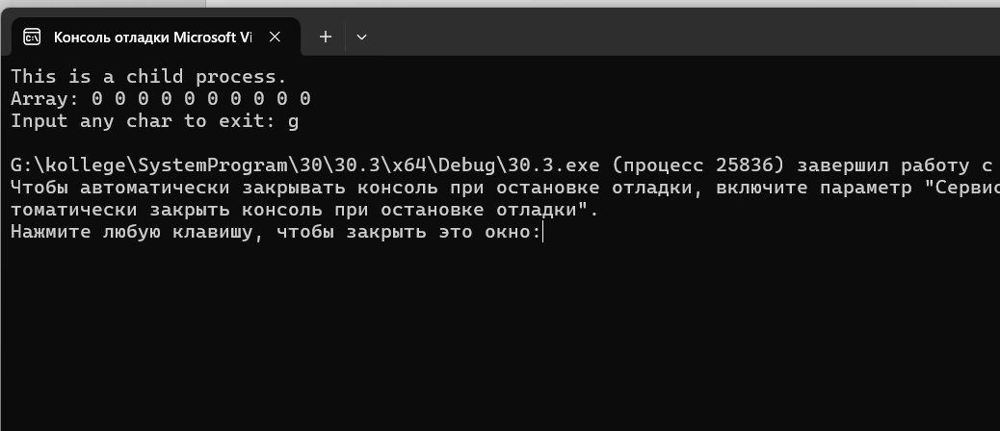 Консоль отладки Microsoft Vi
This is a child process.
Array: 0 0 0 0 0 0 0 0 0 0
Input any char to exit: g
G:\kollege\SystemProgram\30\30.3\x64\Debug\30.3.exe (процесс 25836) завершил работу с
Чтобы автоматически закрывать консоль при остановке отладки, включите параметр "Сервис
томатически закрыть консоль при остановке отладки".
Нажмите любую клавишу, чтобы закрыть это окно: